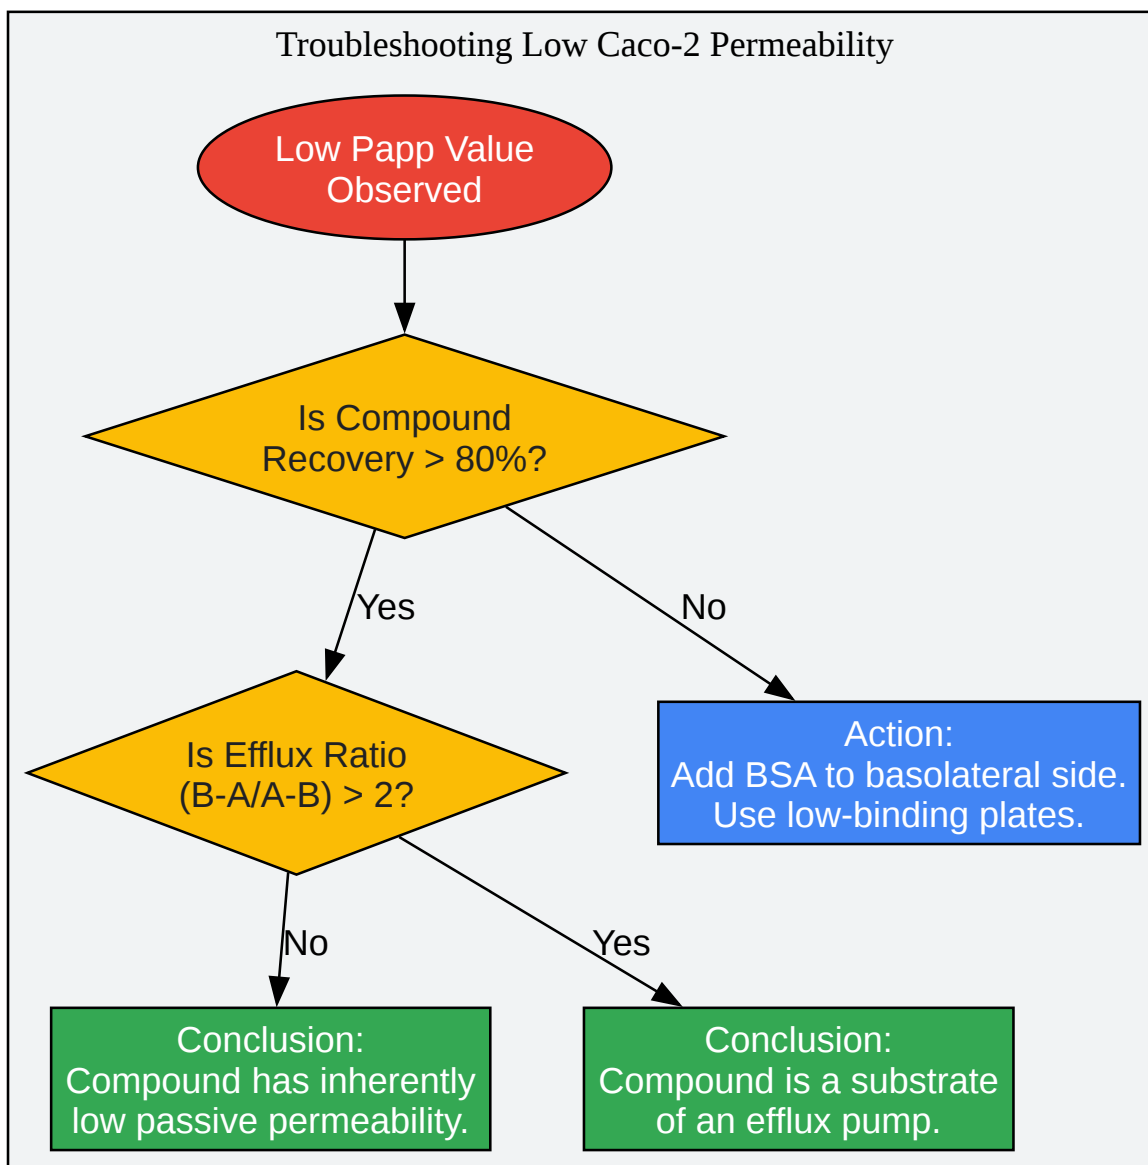 Troubleshooting Low Caco-2 Permeability
Low Papp Value
Observed
Is Compound
Recovery > 80%?
Yes
No
Is Efflux Ratio
(B-A/A-B) > 2?
Action:
Add BSA to basolateral side.
Use low-binding plates.
No
Yes
Conclusion:
Compound has inherently
low passive permeability.
Conclusion:
Compound is a substrate
of an efflux pump.